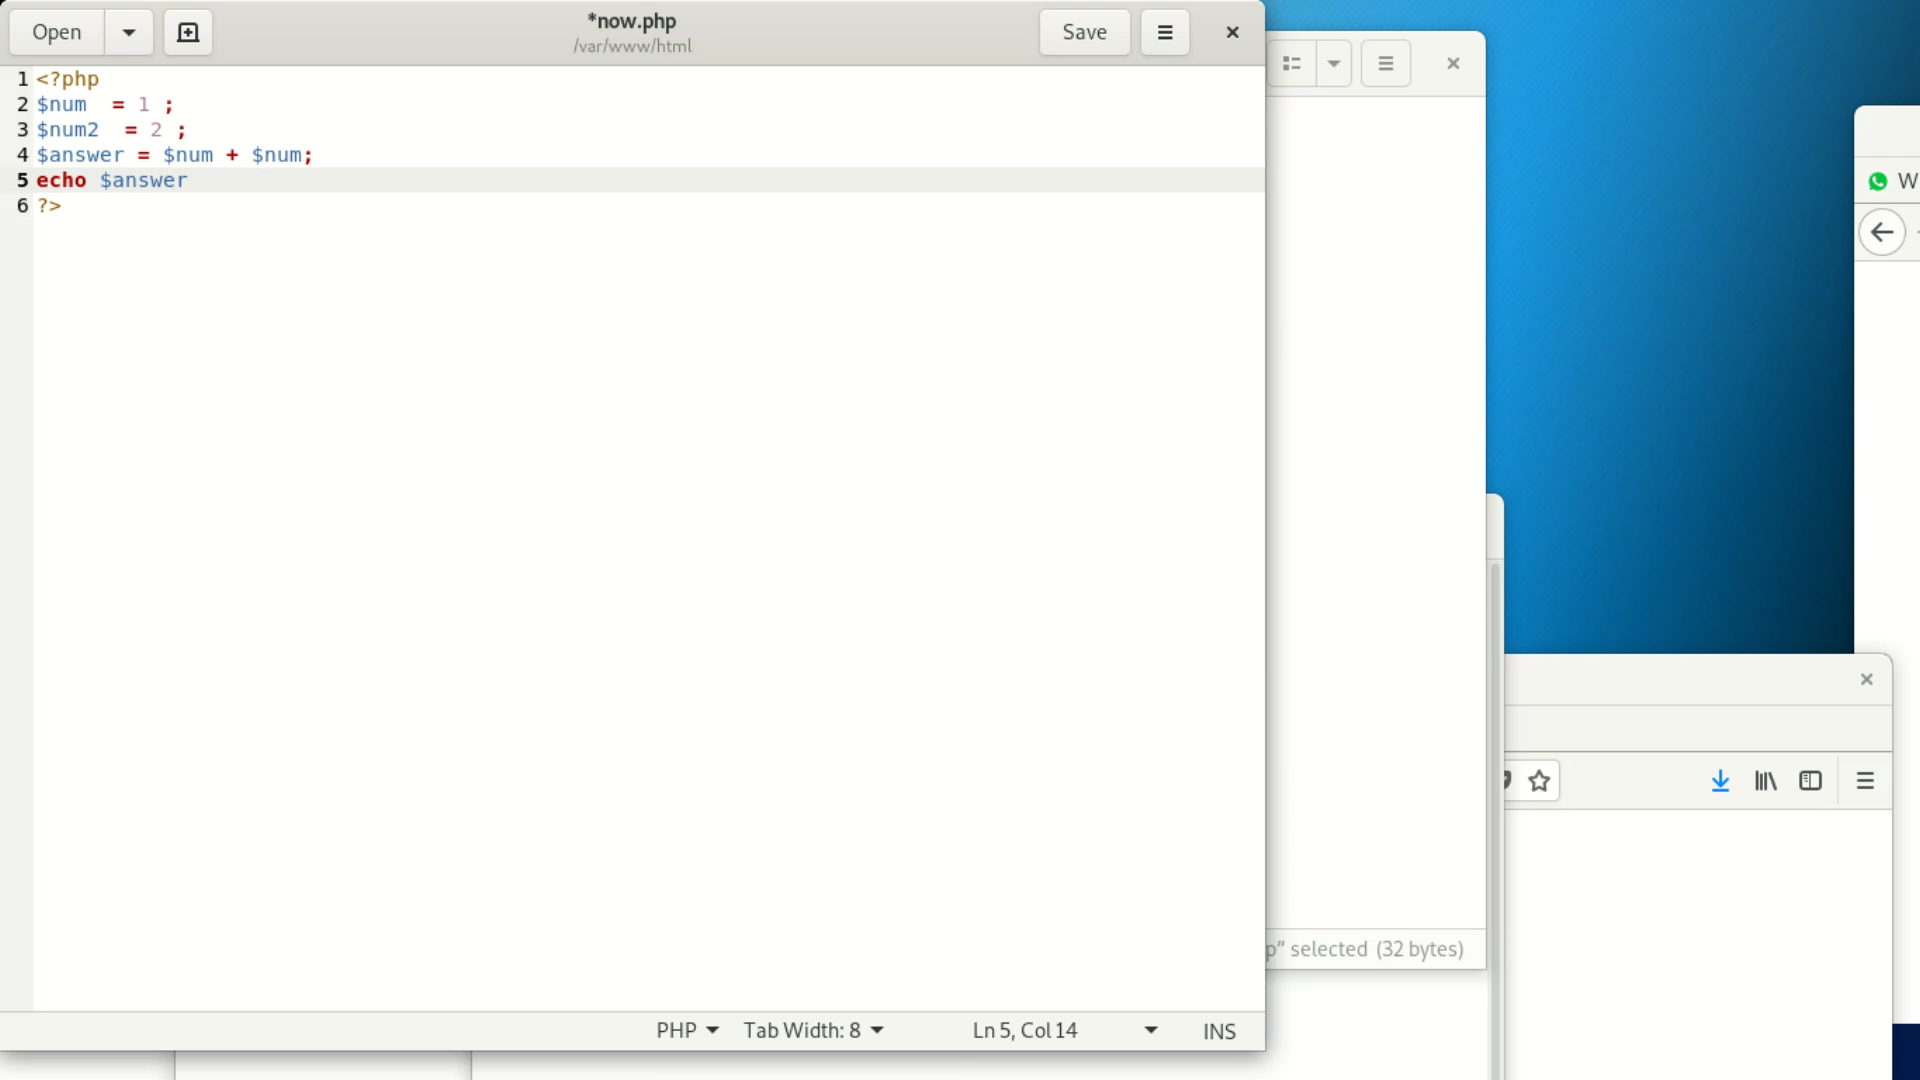 Open
*now.php
/var/www/html
Save
1 <?php
2 $num  = 1 ;
3 $num2  = 2 ;
4 $answer = $num + $num;
5 echo $answer
6 ?>
W
p" selected (32 bytes)
PHP
Tab Width: 8
Ln 5, Col 14
INS